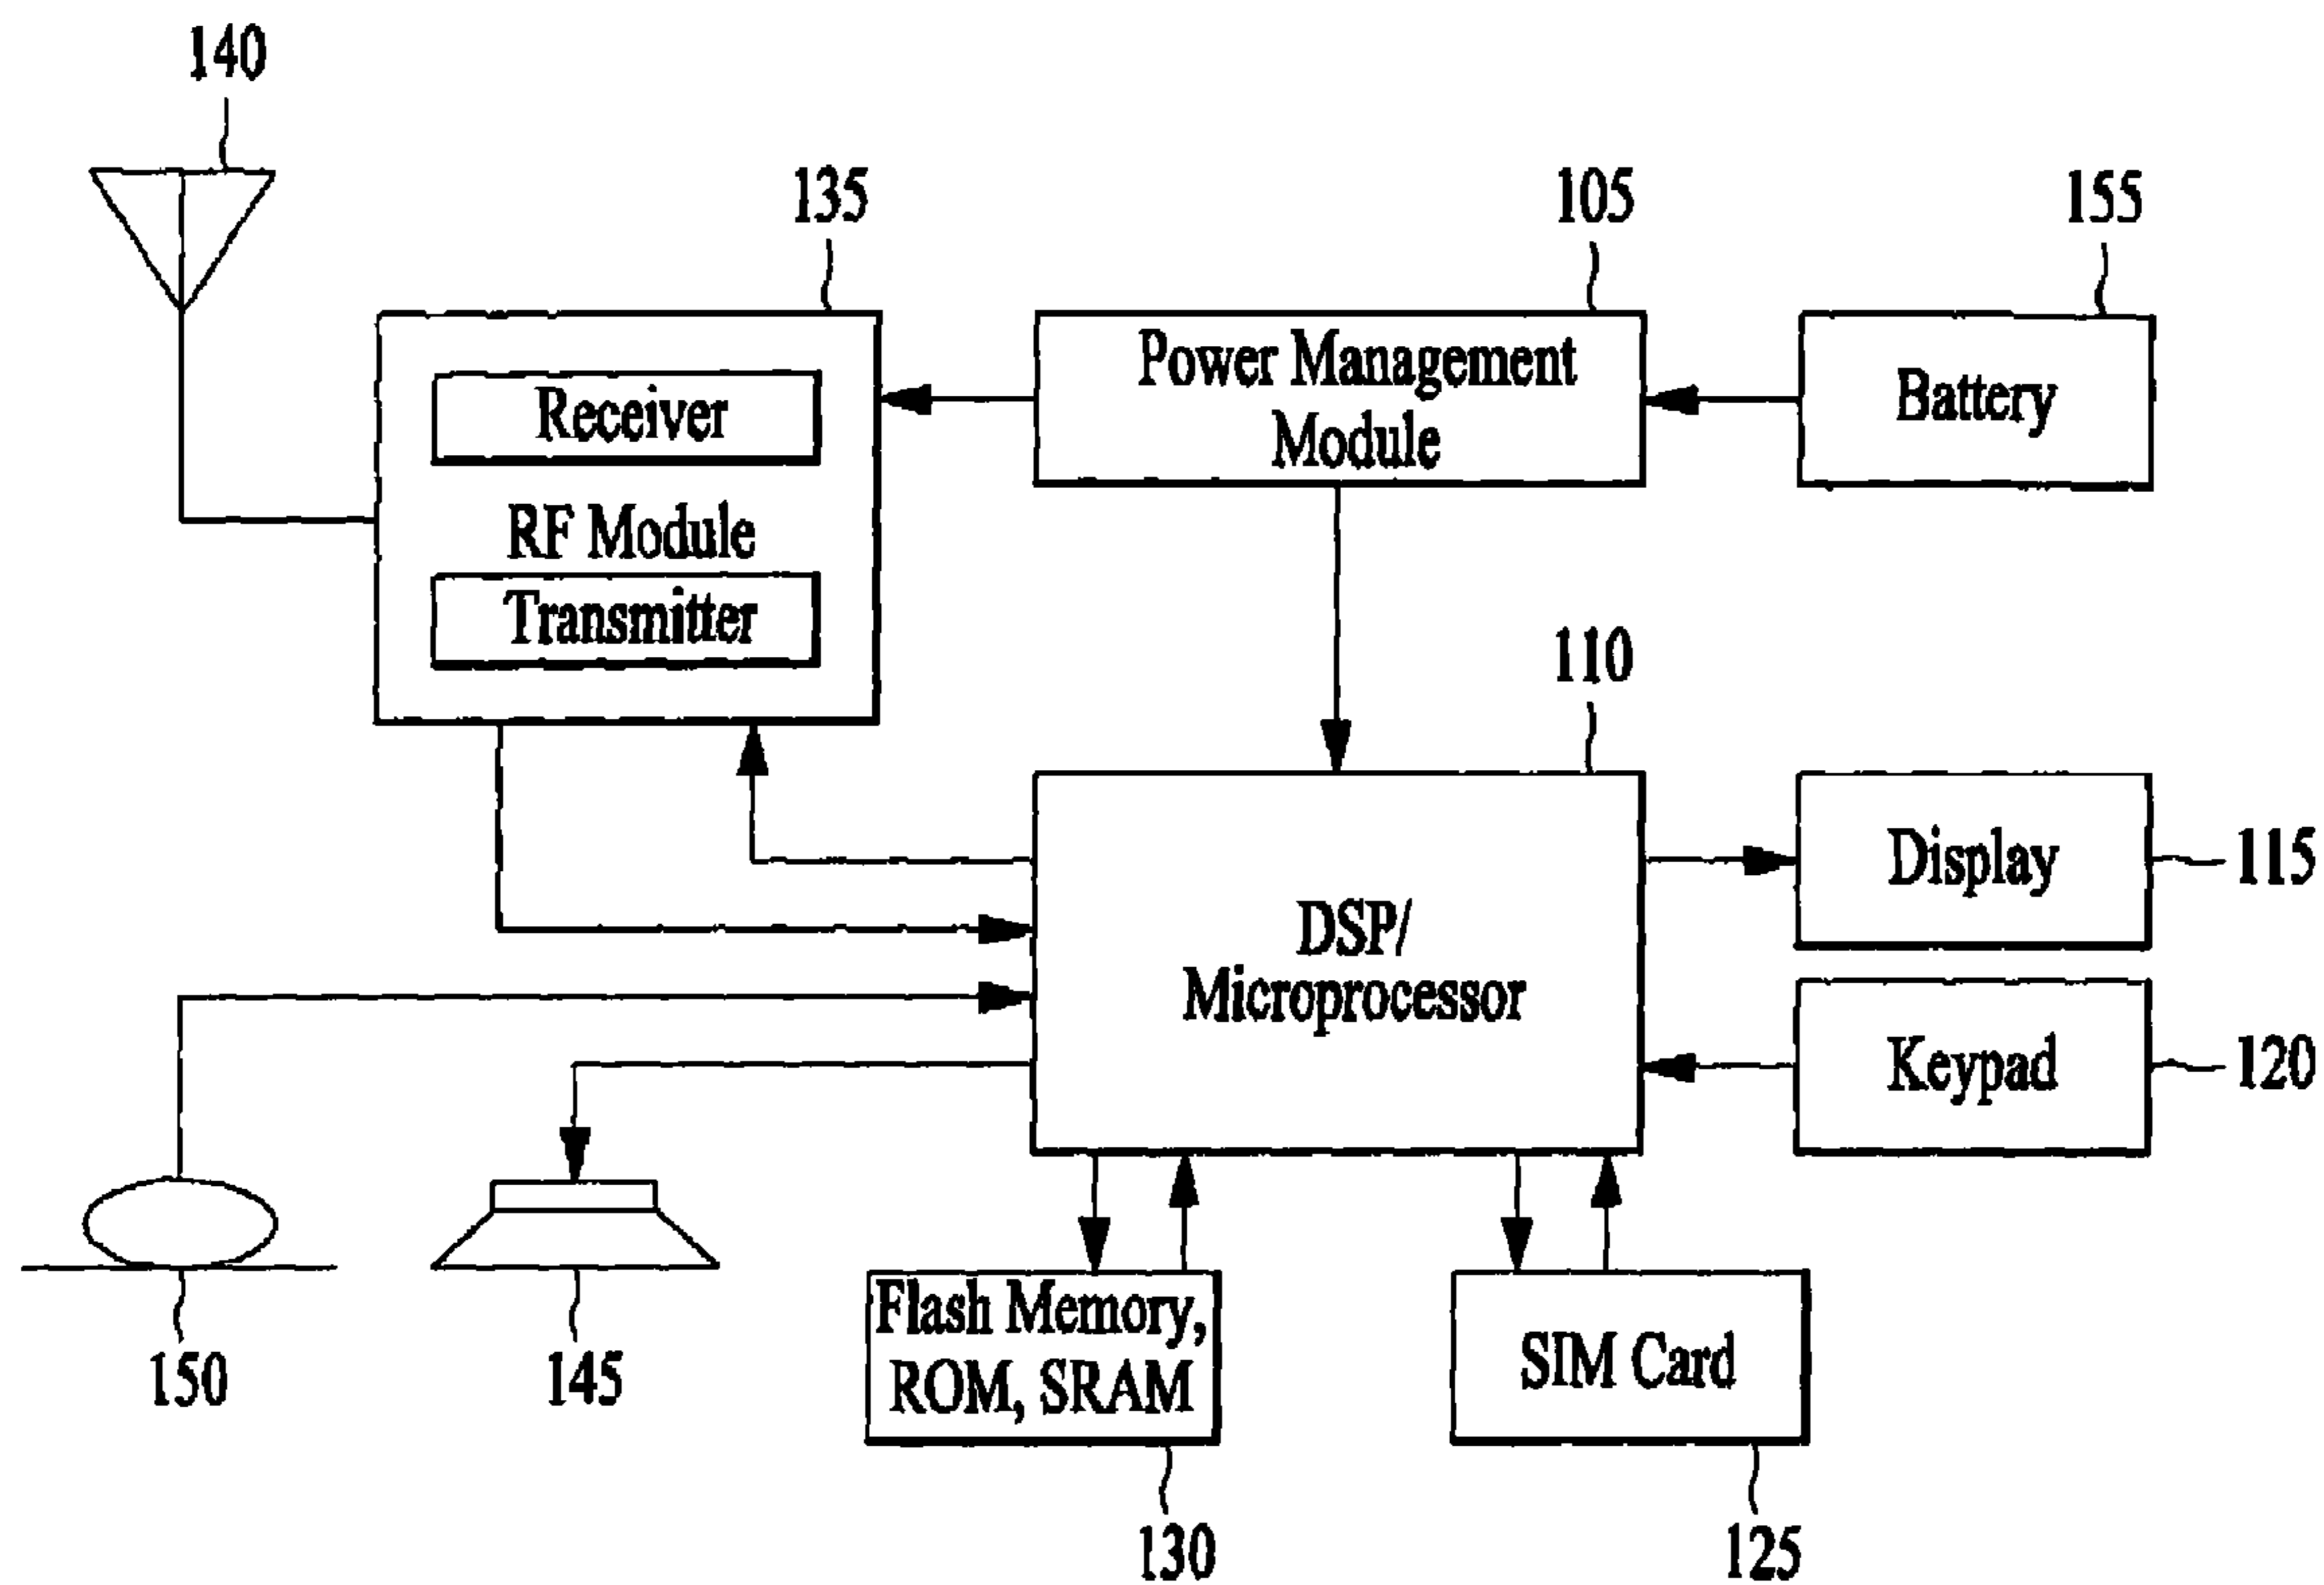 140
135
105
155
Receiver
RF Module
Transmitter
Power Management
Module
Battery
110
DSP/
Microprocessor
Display
115
Keypad
120
150
145
Flash Memory,
ROM, SRAM
SIM Card
130
125